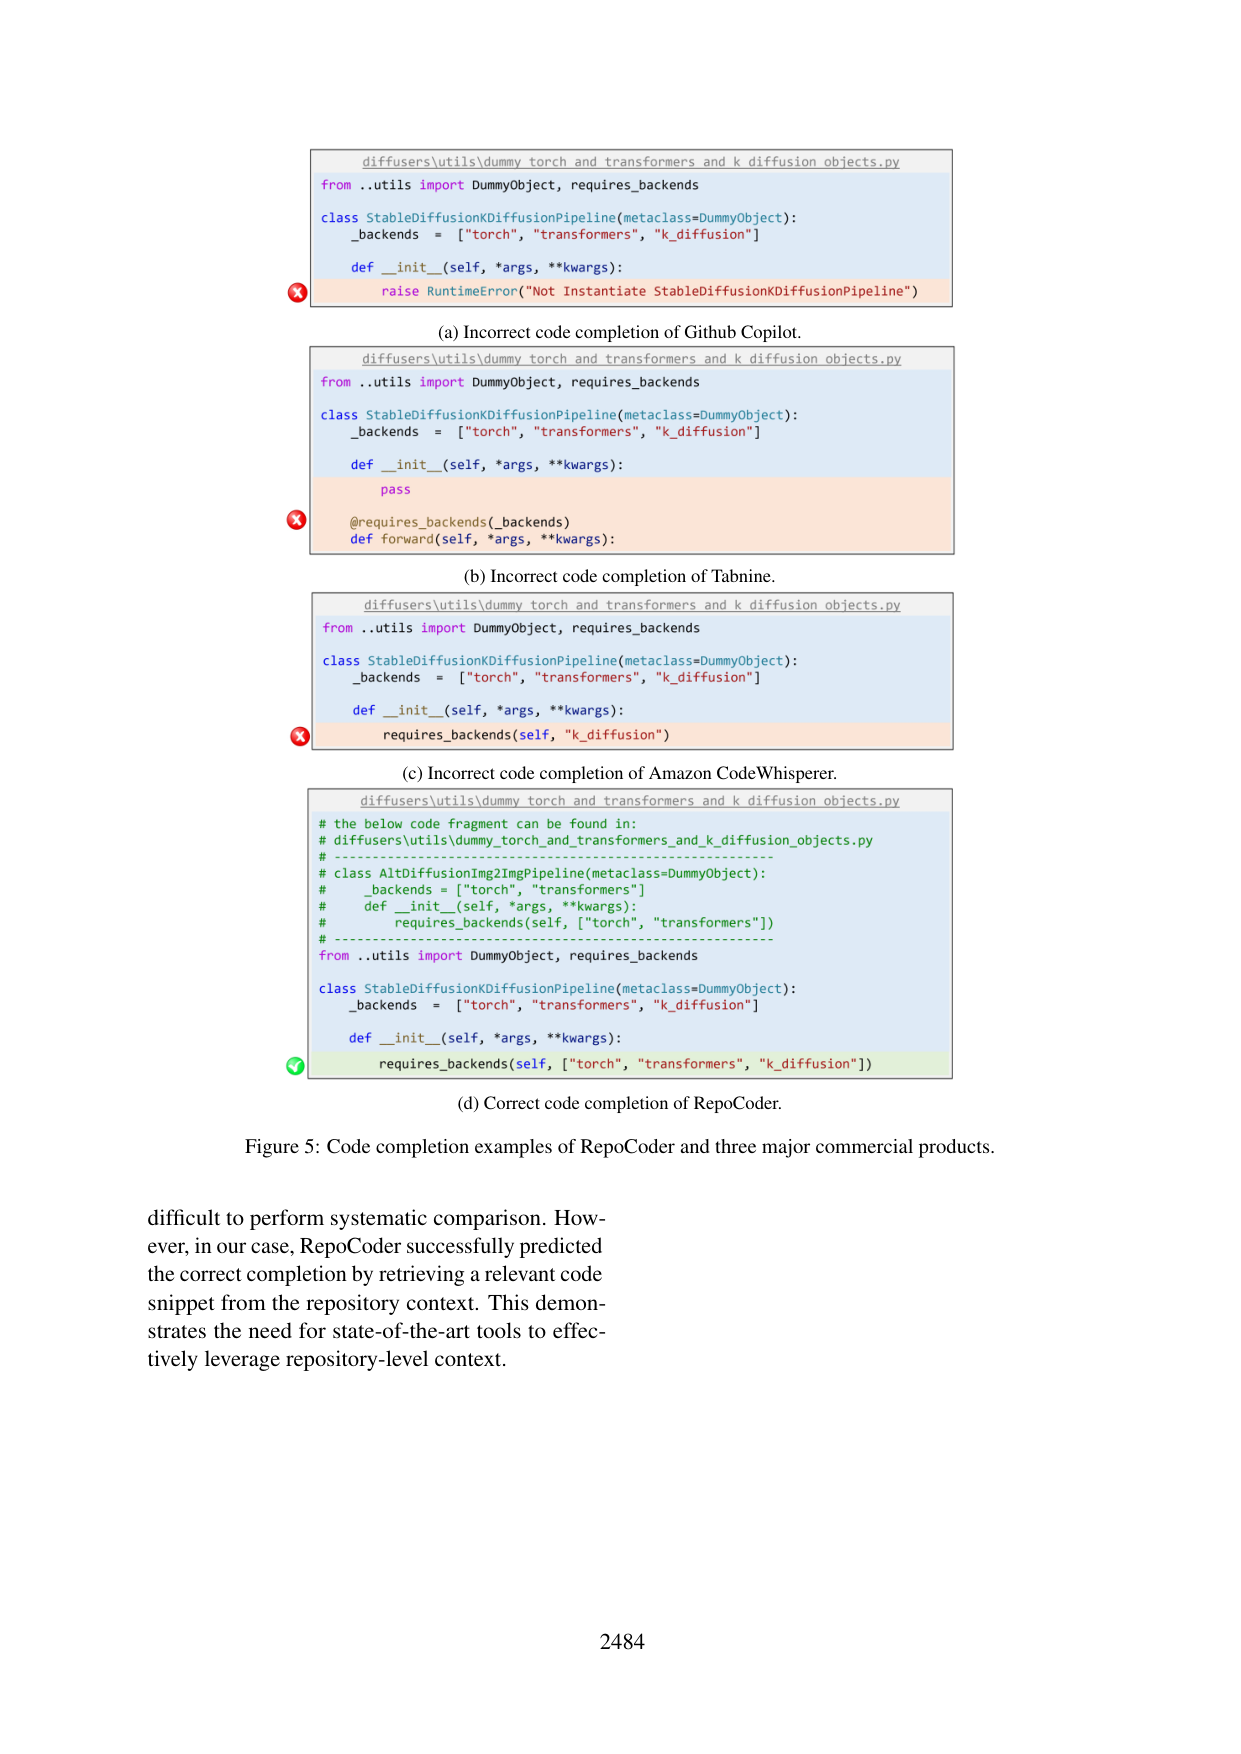 diffusers\utils\dummy_torch_and_transformers_and_k_diffusion_objects.py
from ..utils import DummyObject, requires_backends
class StableDiffusionKDiffusionPipeline(metaclass=DummyObject):
    _backends  =  ["torch", "transformers", "k_diffusion"]
    def __init__(self, *args, **kwargs):
        raise RuntimeError("Not Instantiate StableDiffusionKDiffusionPipeline")
(a) Incorrect code completion of Github Copilot.
diffusers\utils\dummy_torch_and_transformers_and_k_diffusion_objects.py
from ..utils import DummyObject, requires_backends
class StableDiffusionKDiffusionPipeline(metaclass=DummyObject):
    _backends  =  ["torch", "transformers", "k_diffusion"]
    def __init__(self, *args, **kwargs):
        pass
    @requires_backends(_backends)
    def forward(self, *args, **kwargs):
(b) Incorrect code completion of Tabnine.
diffusers\utils\dummy_torch_and_transformers_and_k_diffusion_objects.py
from ..utils import DummyObject, requires_backends
class StableDiffusionKDiffusionPipeline(metaclass=DummyObject):
    _backends  =  ["torch", "transformers", "k_diffusion"]
    def __init__(self, *args, **kwargs):
        requires_backends(self, "k_diffusion")
(c) Incorrect code completion of Amazon CodeWhisperer.
diffusers\utils\dummy_torch_and_transformers_and_k_diffusion_objects.py
# the below code fragment can be found in:
# diffusers\utils\dummy_torch_and_transformers_and_k_diffusion_objects.py
# ----------------------------------------------------------
# class AltDiffusionImg2ImgPipeline(metaclass=DummyObject):
#     _backends = ["torch", "transformers"]
#     def __init__(self, *args, **kwargs):
#         requires_backends(self, ["torch", "transformers"])
# ----------------------------------------------------------
from ..utils import DummyObject, requires_backends
class StableDiffusionKDiffusionPipeline(metaclass=DummyObject):
    _backends  =  ["torch", "transformers", "k_diffusion"]
    def __init__(self, *args, **kwargs):
        requires_backends(self, ["torch", "transformers", "k_diffusion"])
(d) Correct code completion of RepoCoder.
Figure 5: Code completion examples of RepoCoder and three major commercial products.
difficult to perform systematic comparison. How-
ever, in our case, RepoCoder successfully predicted
the correct completion by retrieving a relevant code
snippet from the repository context. This demon-
strates the need for state-of-the-art tools to effec-
tively leverage repository-level context.
2484